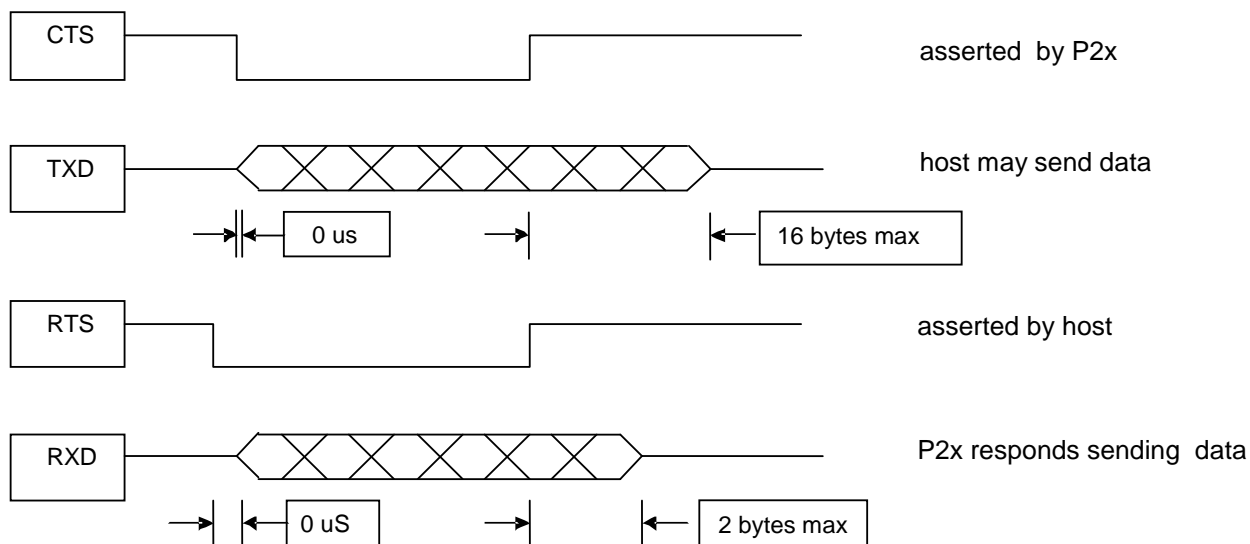 CTS
asserted by P2x
TXD
host may send data
0 us
16 bytes max
RTS
asserted by host
RXD
P2x responds sending data
0 uS
2 bytes max